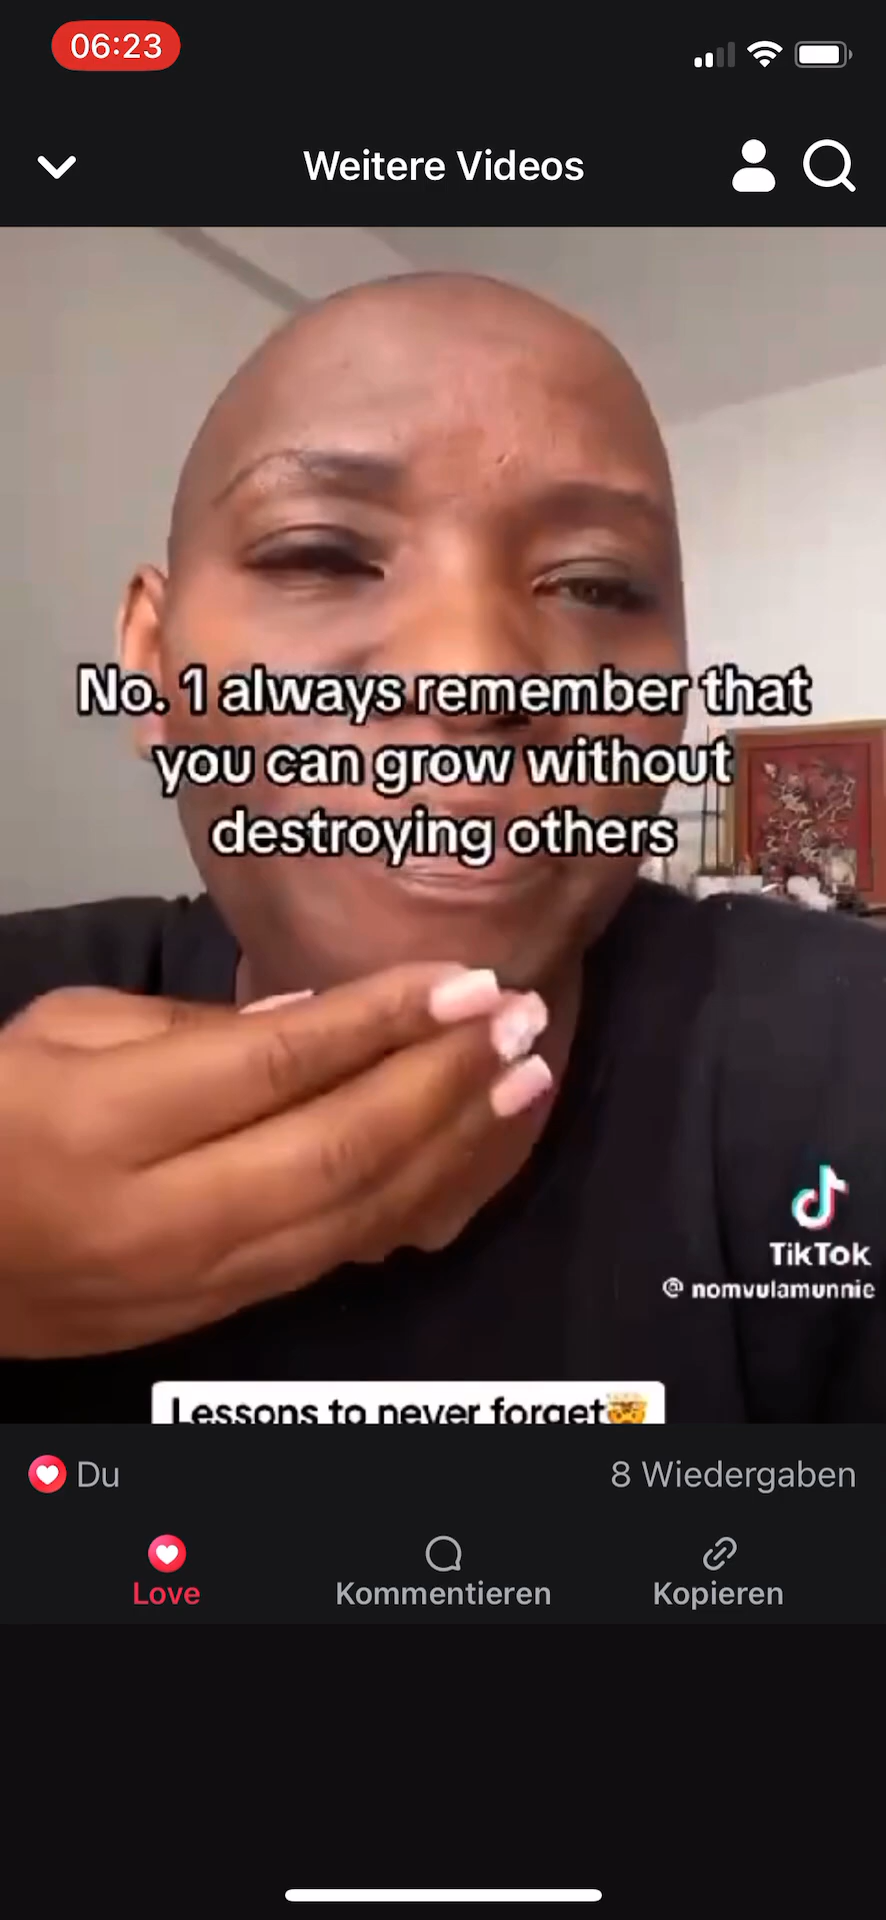 06:23
Weitere Videos
No. 1 always remember that
you can grow without
destroying others
TikTok
@ nomvulamunnie
Lessons to never forget🤯
Du
8 Wiedergaben
Love
Kommentieren
Kopieren